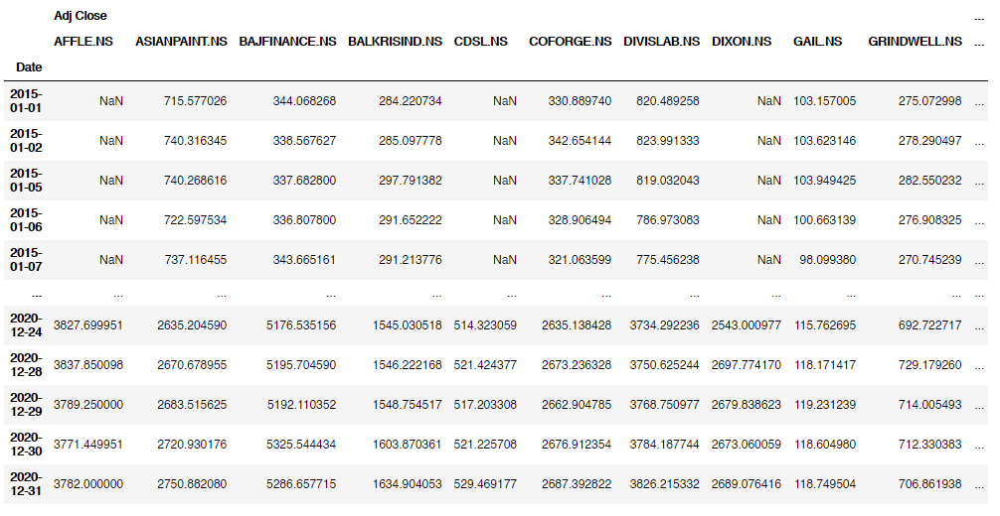 Adj Close ...
AFFLE.NS ASIANPAINT.NS BAJFINANCE.NS BALKRISIND.NS CDSL.NS COFORGE.NS DIVISLAB.NS DIXON.NS GAIL.NS GRINDWELL.NS ...
Date
2015-01-01 NaN 715.577026 344.068268 284.220734 NaN 330.889740 820.489258 NaN 103.157005 275.072998 ...
2015-01-02 NaN 740.316345 338.567627 285.097778 NaN 342.654144 823.991333 NaN 103.623146 278.290497 ...
2015-01-05 NaN 740.268616 337.682800 297.791382 NaN 337.741028 819.032043 NaN 103.949425 282.550232 ...
2015-01-06 NaN 722.597534 336.807800 291.652222 NaN 328.906494 786.973083 NaN 100.663139 276.908325 ...
2015-01-07 NaN 737.116455 343.665161 291.213776 NaN 321.063599 775.456238 NaN 98.099380 270.745239 ...
... ... ... ... ... ... ... ... ... ... ... ...
2020-12-24 3827.699951 2635.204590 5176.535156 1545.030518 514.323059 2635.138428 3734.292236 2543.000977 115.762695 692.722717 ...
2020-12-28 3837.850098 2670.678955 5195.704590 1546.222168 521.424377 2673.236328 3750.625244 2697.774170 118.171417 729.179260 ...
2020-12-29 3789.250000 2683.515625 5192.110352 1548.754517 517.203308 2662.904785 3768.750977 2679.838623 119.231239 714.005493 ...
2020-12-30 3771.449951 2720.930176 5325.544434 1603.870361 521.225708 2676.912354 3784.187744 2673.060059 118.604980 712.330383 ...
2020-12-31 3782.000000 2750.882080 5286.657715 1634.904053 529.469177 2687.392822 3826.215332 2689.076416 118.749504 706.861938 ...